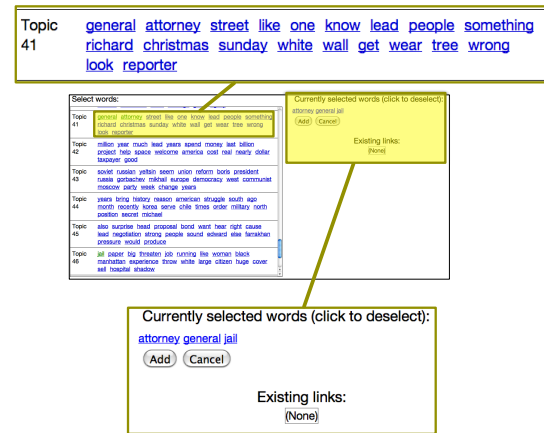 Topic 41 general attorney street like one know lead people something
richard christmas sunday white wall get wear tree wrong
look reporter
Select words:
Topic 41 general attorney street like one know lead people something
richard christmas sunday white wall get wear tree wrong
look reporter
Topic 42 million year much lead years spend money last billion
project help space welcome america cost real nearly dollar
taxpayer good
Topic 43 soviet russian yeltsin seem union reform boris president
russia gorbachev mikhail europe democracy west communist
moscow party week change years
Topic 44 years bring history reason american struggle south ago
month recently korea serve chile times order military north
position secret michael
Topic 45 also surprise head proposal bond want hear right cause
lead negotiation strong people sound edward else farrakhan
pressure would produce
Topic 46 jail paper big threaten job running like woman black
manhattan experience throw white large citizen huge cover
sell hospital shadow
Currently selected words (click to deselect):
attorney general jail
Add Cancel
Existing links:
(None)
Currently selected words (click to deselect):
attorney general jail
Add Cancel
Existing links:
(None)